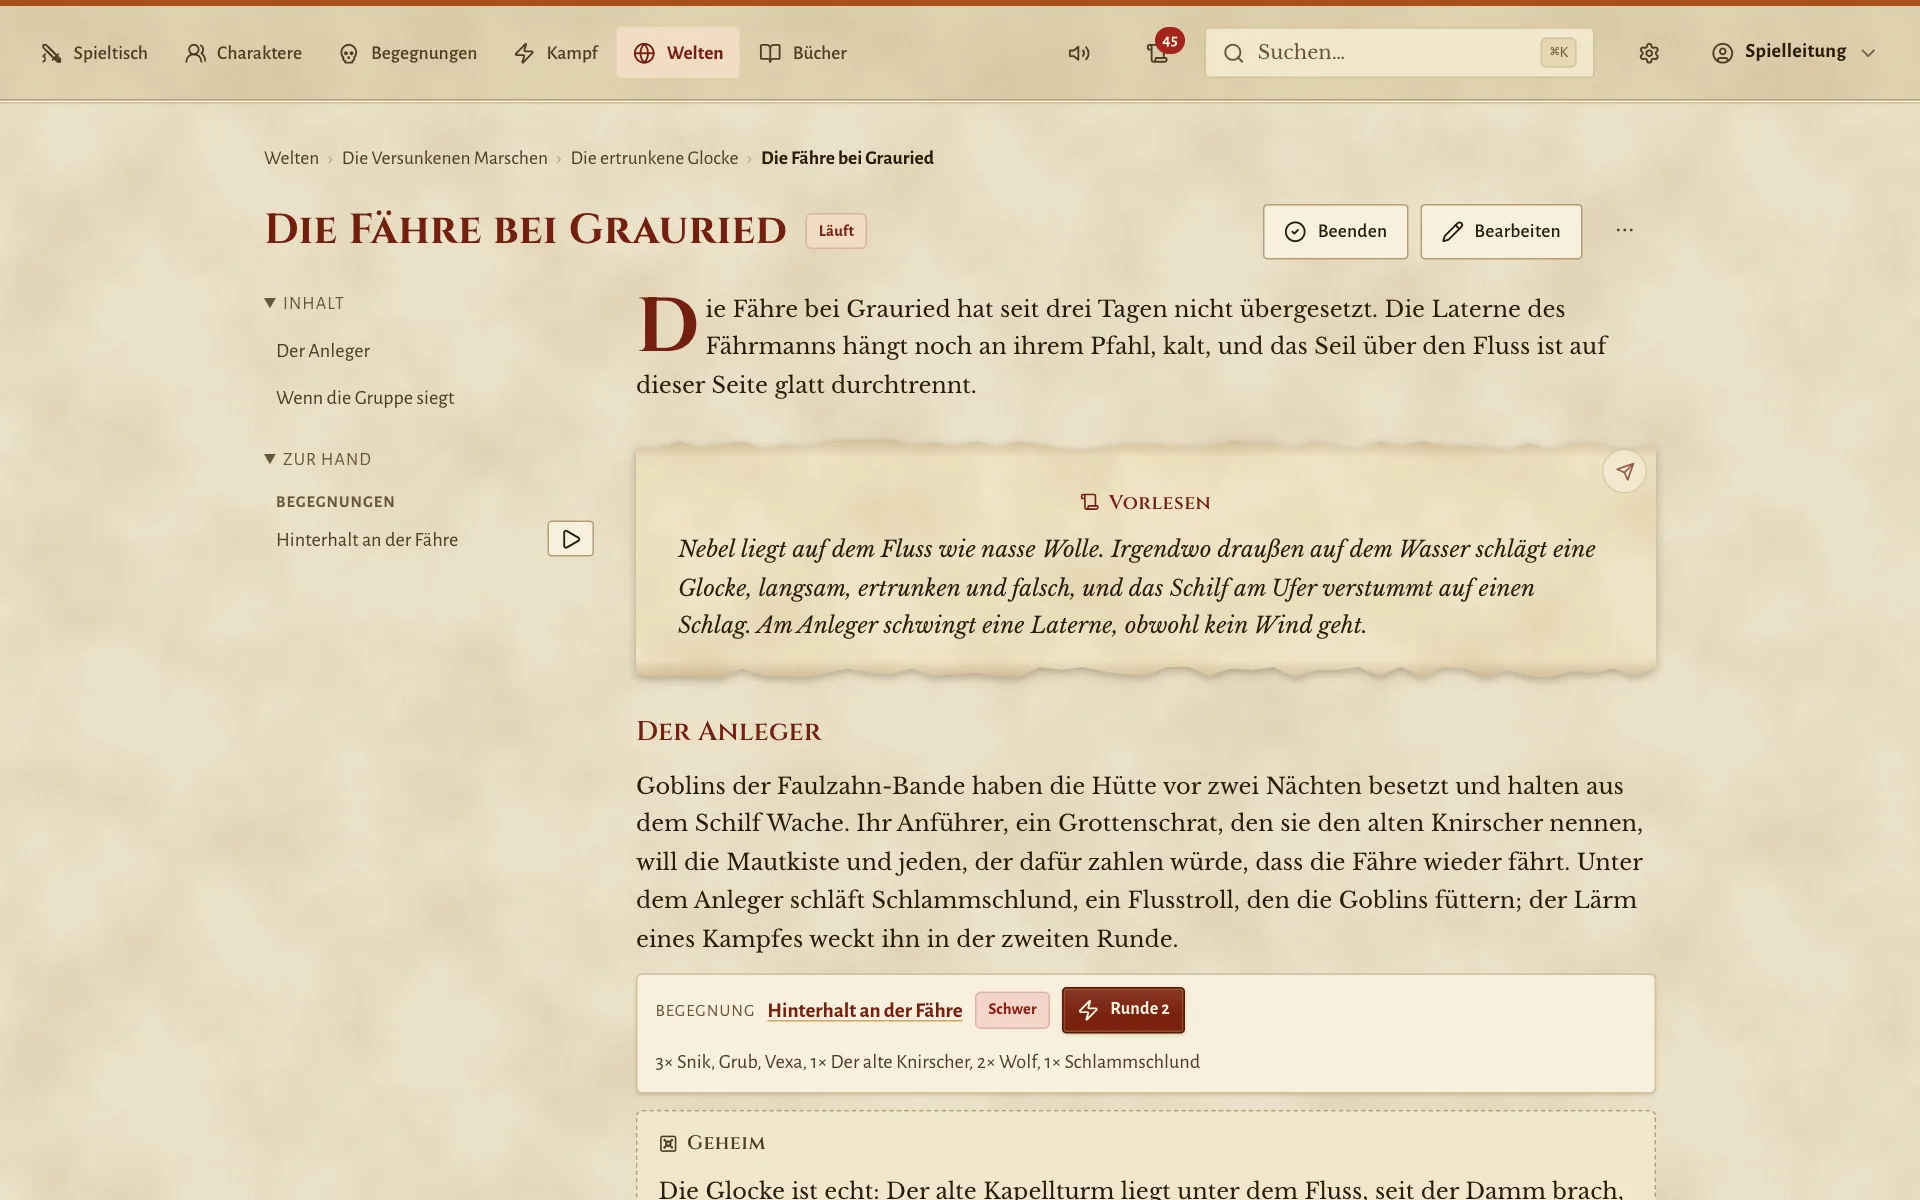 Spieltisch
Charaktere
Begegnungen
Kampf
Welten
Bücher
45
Suchen…
⌘K
Spielleitung
Welten › Die Versunkenen Marschen › Die ertrunkene Glocke › Die Fähre bei Grauried
Die Fähre bei Grauried
Läuft
Beenden
Bearbeiten
…
INHALT
Der Anleger
Wenn die Gruppe siegt
ZUR HAND
BEGEGNUNGEN
Hinterhalt an der Fähre
Die Fähre bei Grauried hat seit drei Tagen nicht übergesetzt. Die Laterne des
Fährmanns hängt noch an ihrem Pfahl, kalt, und das Seil über den Fluss ist auf
dieser Seite glatt durchtrennt.
Vorlesen
Nebel liegt auf dem Fluss wie nasse Wolle. Irgendwo draußen auf dem Wasser schlägt eine
Glocke, langsam, ertrunken und falsch, und das Schilf am Ufer verstummt auf einen
Schlag. Am Anleger schwingt eine Laterne, obwohl kein Wind geht.
Der Anleger
Goblins der Faulzahn-Bande haben die Hütte vor zwei Nächten besetzt und halten aus
dem Schilf Wache. Ihr Anführer, ein Grottenschrat, den sie den alten Knirscher nennen,
will die Mautkiste und jeden, der dafür zahlen würde, dass die Fähre wieder fährt. Unter
dem Anleger schläft Schlammschlund, ein Flusstroll, den die Goblins füttern; der Lärm
eines Kampfes weckt ihn in der zweiten Runde.
BEGEGNUNG Hinterhalt an der Fähre Schwer Runde 2
3× Snik, Grub, Vexa, 1× Der alte Knirscher, 2× Wolf, 1× Schlammschlund
Geheim
Die Glocke ist echt: Der alte Kapellturm liegt unter dem Fluss, seit der Damm brach,